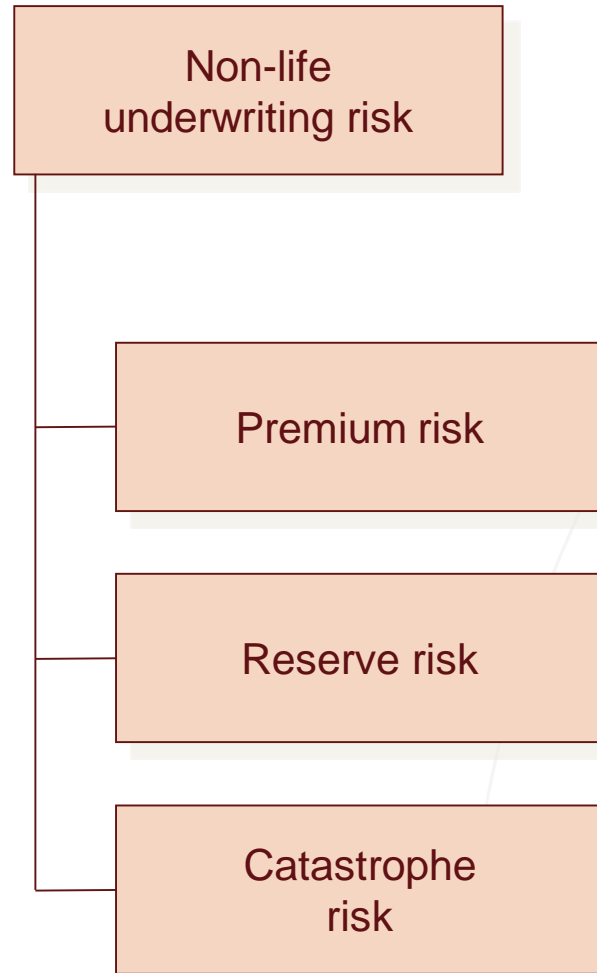 Non-life
underwriting risk
Premium risk
Reserve risk
Catastrophe
risk